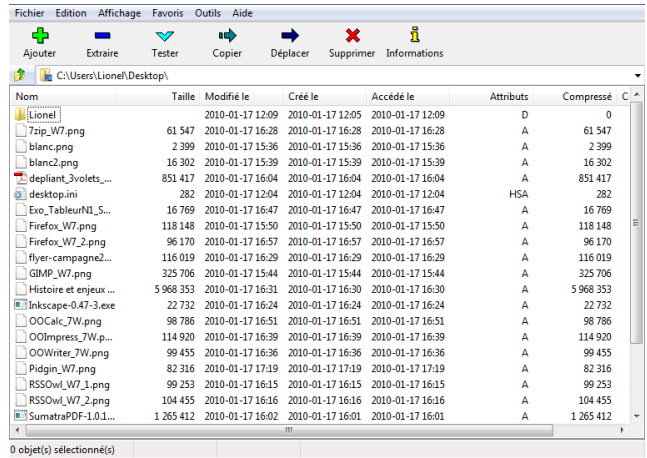 Fichier Edition Affichage Favoris Outils Aide
Ajouter Extraire Tester Copier Déplacer Supprimer Informations
C:\Users\Lionel\Desktop\
Nom Taille Modifié le Créé le Accédé le Attributs Compressé C
Lionel 2010-01-17 12:09 2010-01-17 12:05 2010-01-17 12:09 D 0
7zip_W7.png 61 547 2010-01-17 16:28 2010-01-17 16:28 2010-01-17 16:28 A 61 547
blanc.png 2 399 2010-01-17 15:36 2010-01-17 15:36 2010-01-17 15:36 A 2 399
blanc2.png 16 302 2010-01-17 15:39 2010-01-17 15:39 2010-01-17 15:39 A 16 302
depliant_3volets_... 851 417 2010-01-17 16:04 2010-01-17 16:04 2010-01-17 16:04 A 851 417
desktop.ini 282 2010-01-17 12:04 2010-01-17 12:04 2010-01-17 12:04 HSA 282
Exo_TableurN1_S... 16 769 2010-01-17 16:47 2010-01-17 16:47 2010-01-17 16:47 A 16 769
Firefox_W7.png 118 148 2010-01-17 15:50 2010-01-17 15:50 2010-01-17 15:50 A 118 148
Firefox_W7_2.png 96 170 2010-01-17 16:57 2010-01-17 16:57 2010-01-17 16:57 A 96 170
flyer-campagne2... 116 019 2010-01-17 16:29 2010-01-17 16:29 2010-01-17 16:29 A 116 019
GIMP_W7.png 325 706 2010-01-17 15:44 2010-01-17 15:44 2010-01-17 15:44 A 325 706
Histoire et enjeux ... 5 968 353 2010-01-17 16:31 2010-01-17 16:30 2010-01-17 16:30 A 5 968 353
Inkscape-0.47-3.exe 22 732 2010-01-17 16:24 2010-01-17 16:24 2010-01-17 16:24 A 22 732
OOCalc_7W.png 98 786 2010-01-17 16:51 2010-01-17 16:51 2010-01-17 16:51 A 98 786
OOImpress_7W.p... 114 920 2010-01-17 16:39 2010-01-17 16:39 2010-01-17 16:39 A 114 920
OOWriter_7W.png 99 455 2010-01-17 16:36 2010-01-17 16:36 2010-01-17 16:36 A 99 455
Pidgin_W7.png 82 316 2010-01-17 17:19 2010-01-17 17:19 2010-01-17 17:19 A 82 316
RSSOwl_W7_1.png 99 253 2010-01-17 16:15 2010-01-17 16:15 2010-01-17 16:15 A 99 253
RSSOwl_W7_2.png 104 455 2010-01-17 16:16 2010-01-17 16:16 2010-01-17 16:16 A 104 455
SumatraPDF-1.0.1... 1 265 412 2010-01-17 16:02 2010-01-17 16:01 2010-01-17 16:01 A 1 265 412
0 objet(s) sélectionné(s)